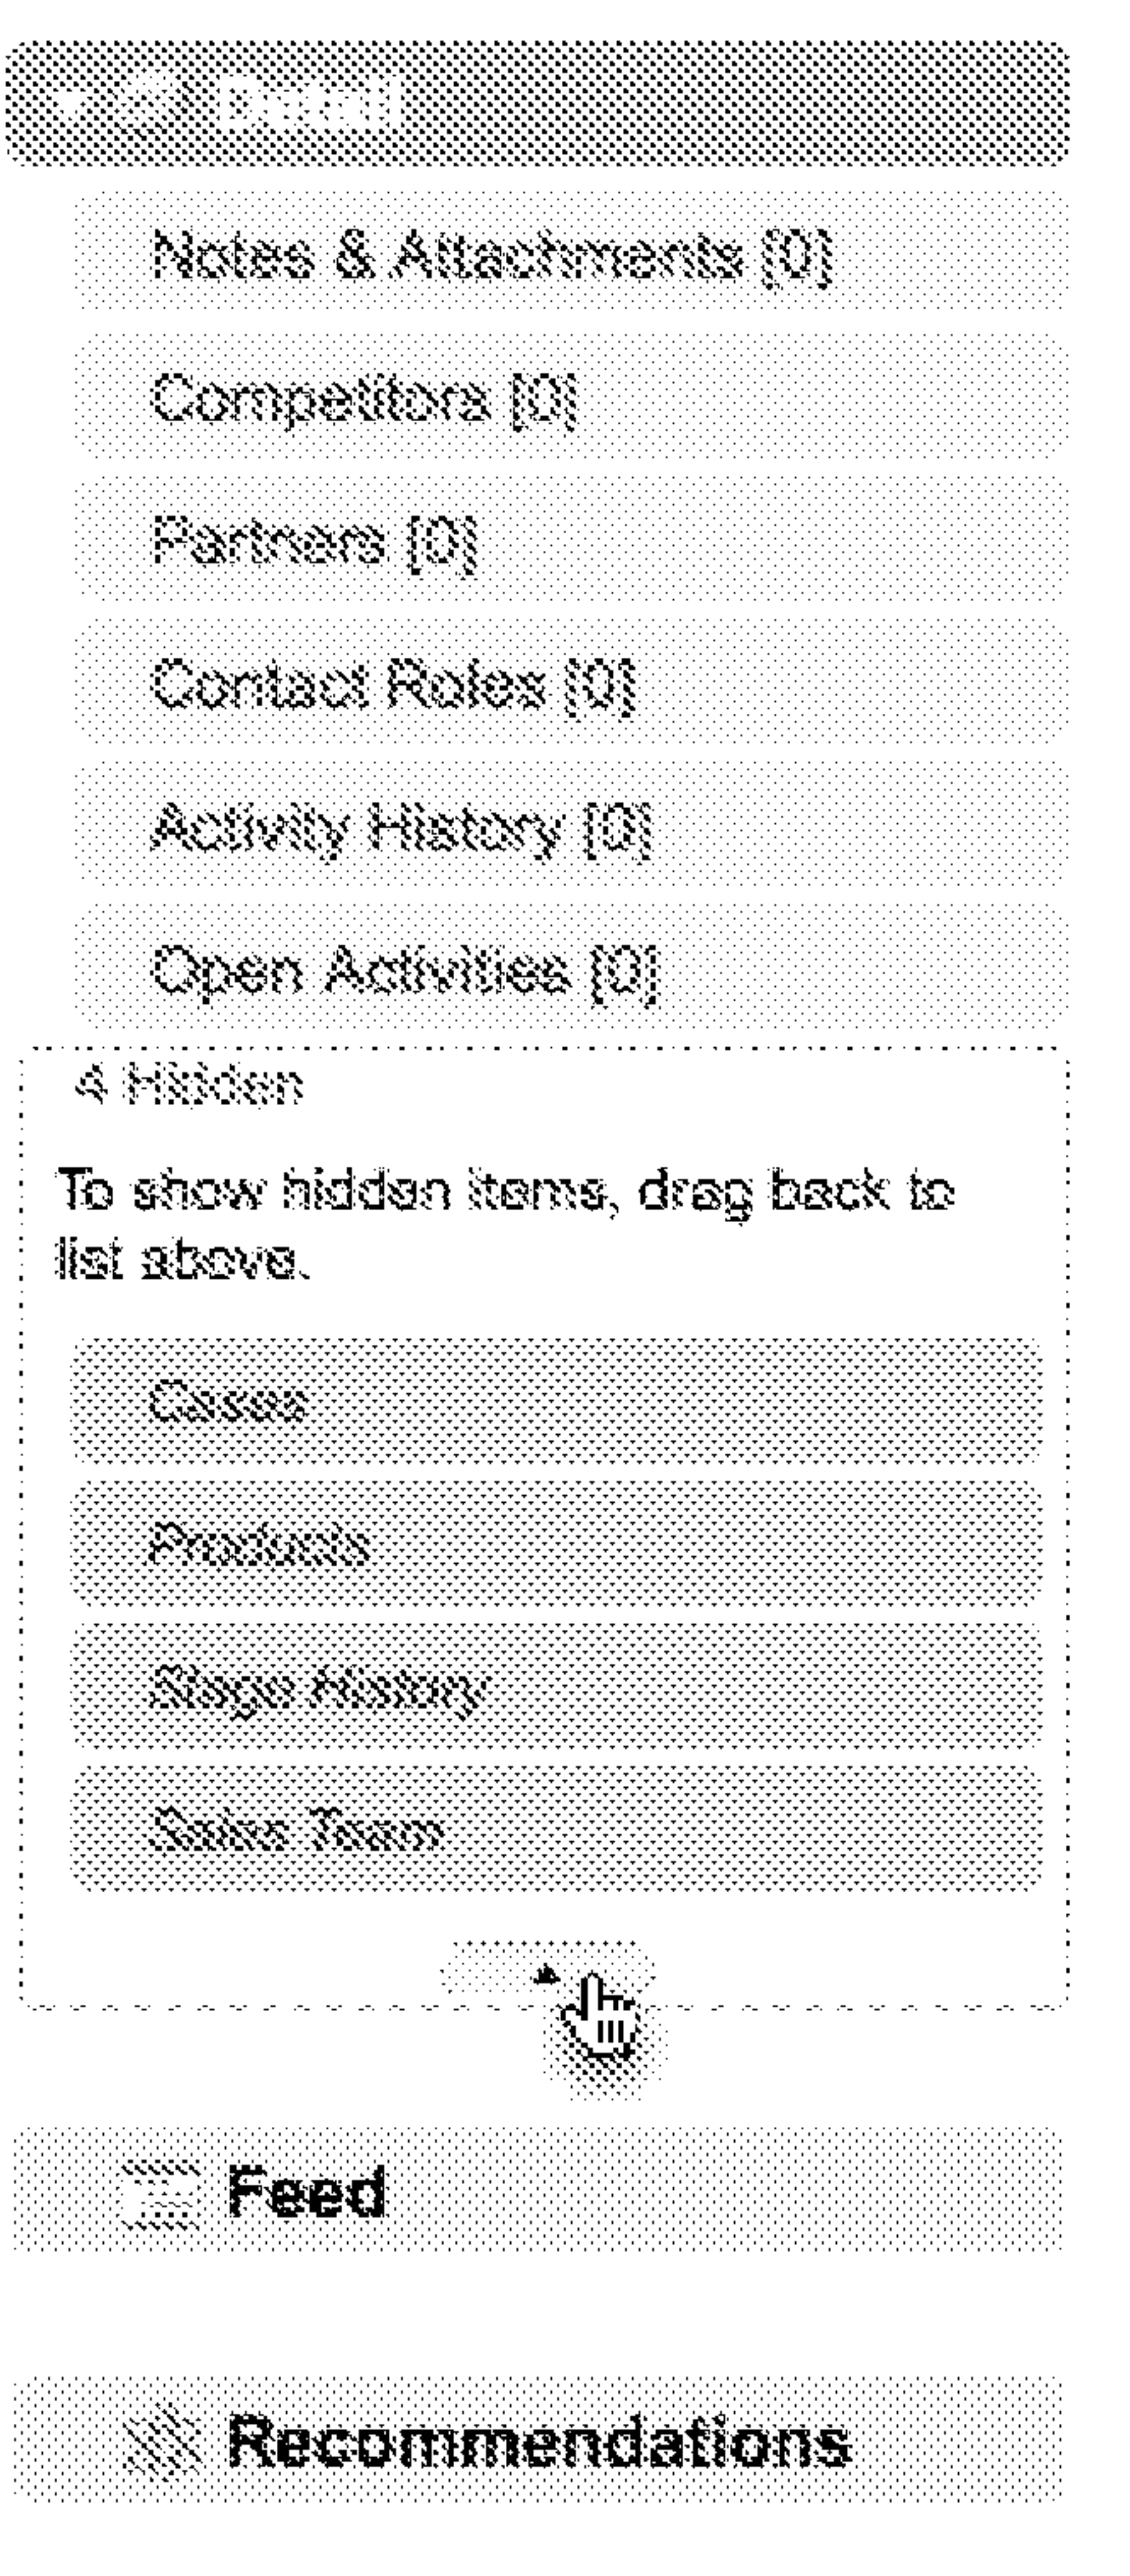 Detail
Notes & Attachments [0]
Competitors [0]
Partners [0]
Contact Roles [0]
Activity History [0]
Open Activities [0]
4 Hidden
To show hidden items, drag back to
list above.
Cases
Products
Stage History
Sales Team
Feed
Recommendations